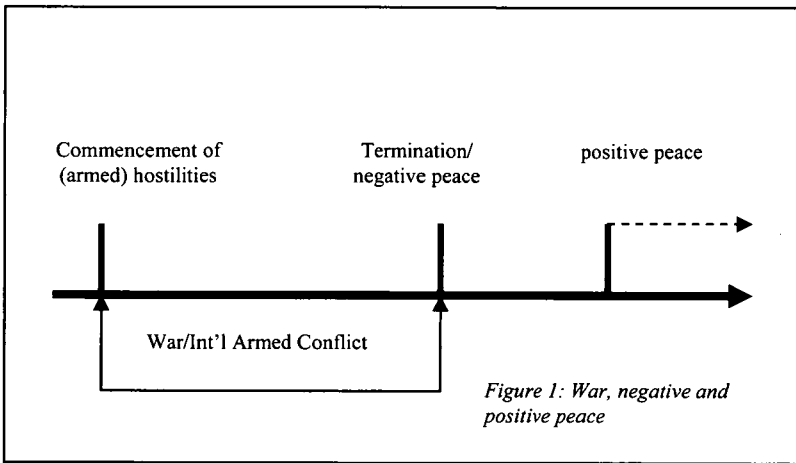 Commencement of
(armed) hostilities
Termination/
negative peace
positive peace
War/Int'l Armed Conflict
Figure 1: War, negative and
positive peace